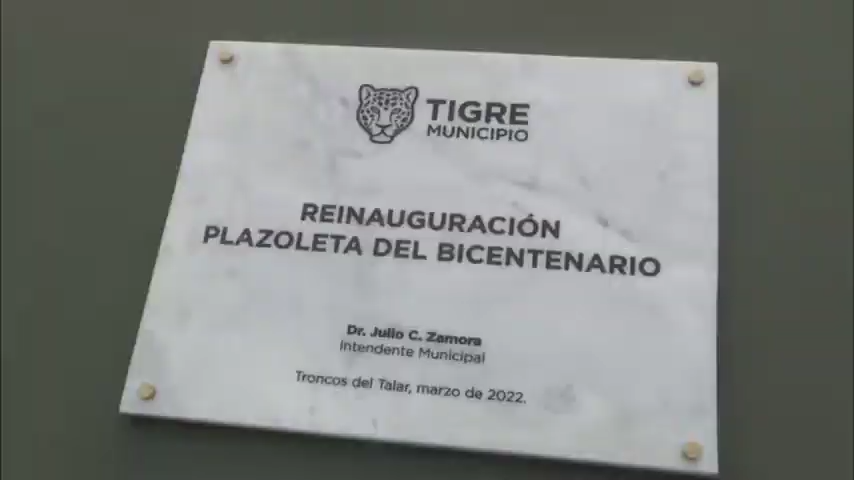 TIGRE
MUNICIPIO
REINAUGURACIÓN
PLAZOLETA DEL BICENTENARIO
Dr. Julio C. Zamora
Intendente Municipal
Troncos del Talar, marzo de 2022.